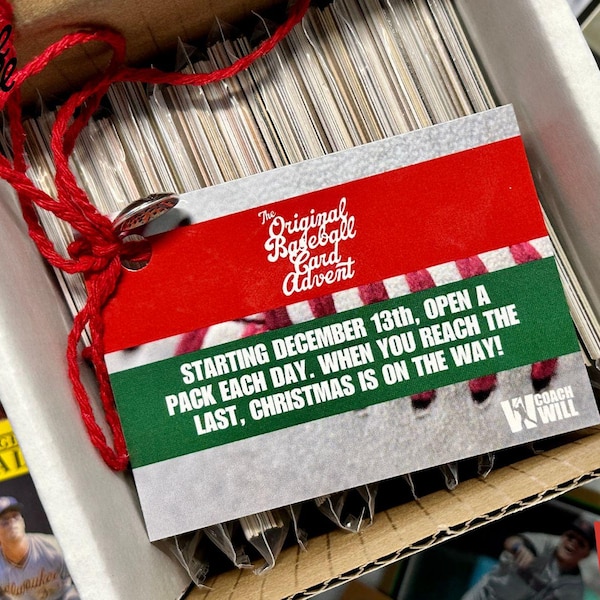 The
Original
Baseball
Card
Advent
STARTING DECEMBER 13th, OPEN A
PACK EACH DAY. WHEN YOU REACH THE
LAST, CHRISTMAS IS ON THE WAY!
COACH
WILL